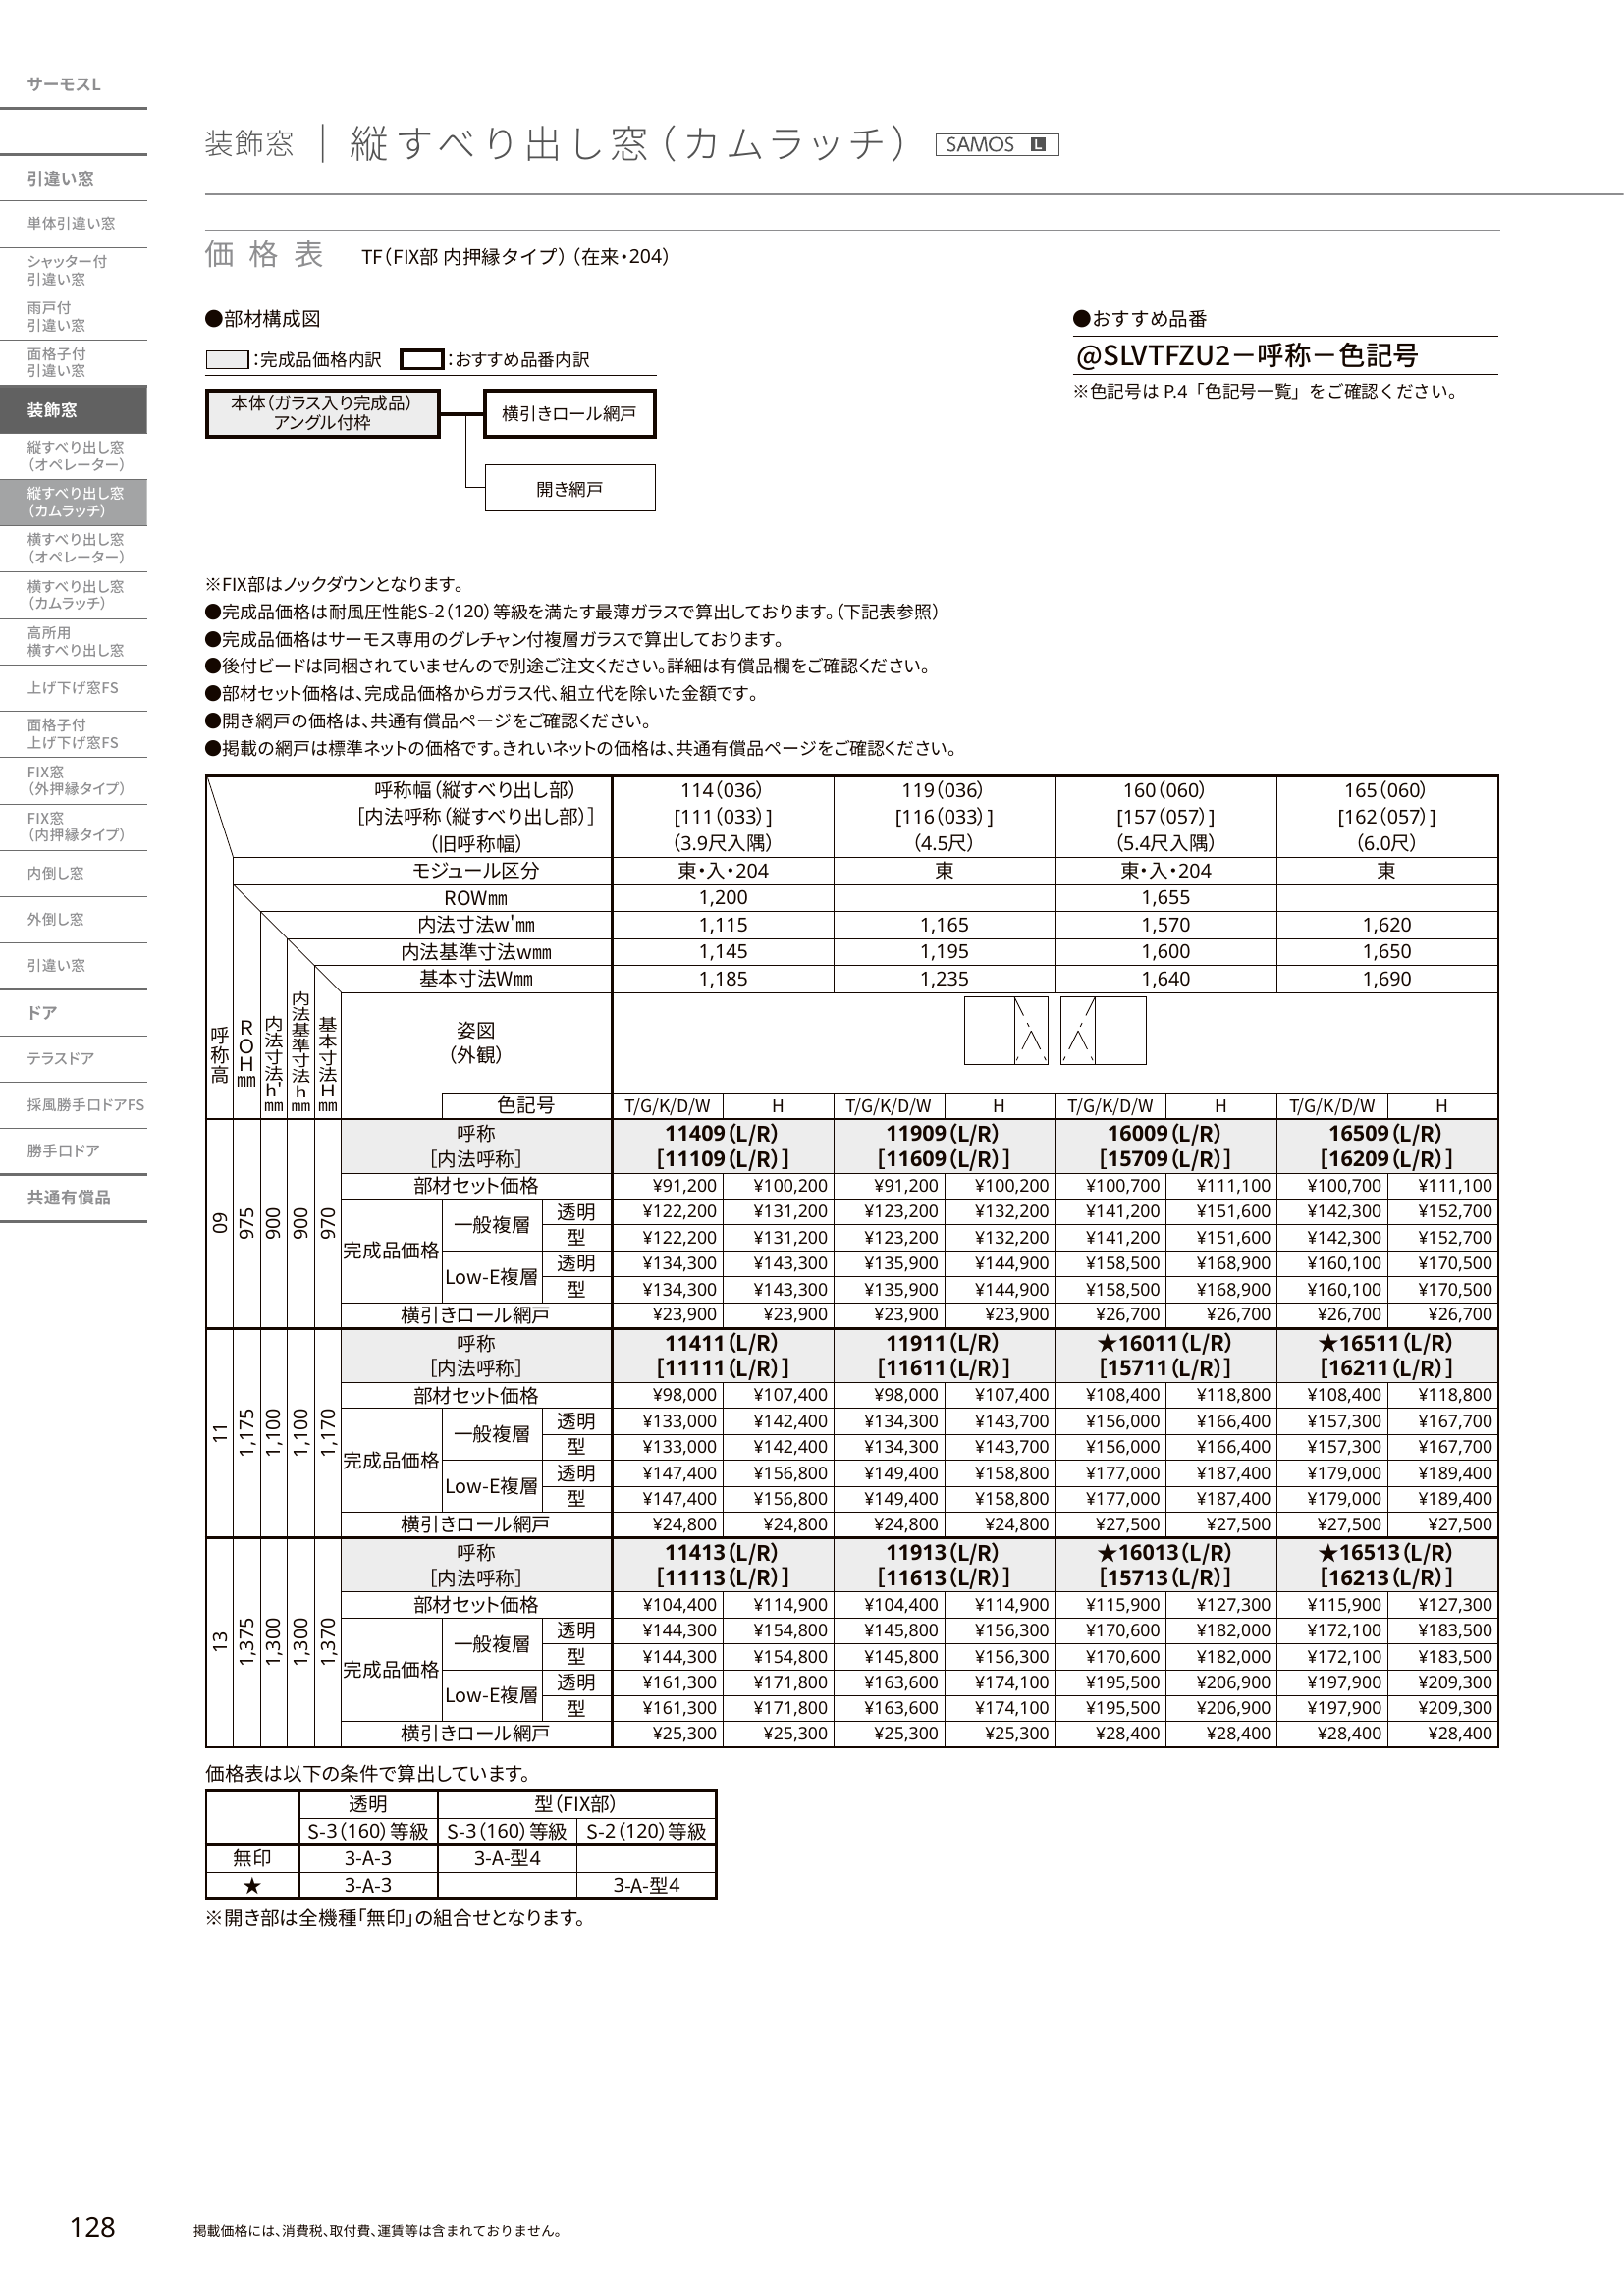 サーモスL
引違い窓
単体引違い窓
シャッター付
引違い窓
雨戸付
引違い窓
面格子付
引違い窓
装飾窓
縦すべり出し窓
（オペレーター）
縦すべり出し窓
（カムラッチ）
横すべり出し窓
（オペレーター）
横すべり出し窓
（カムラッチ）
高所用
横すべり出し窓
上げ下げ窓FS
面格子付
上げ下げ窓FS
FIX窓
（外押縁タイプ）
FIX窓
（内押縁タイプ）
内倒し窓
外倒し窓
引違い窓
ドア
テラスドア
採風勝手口ドアFS
勝手口ドア
共通有償品
装飾窓｜縦すべり出し窓（カムラッチ） SAMOS L
価格表 TF（FIX部 内押縁タイプ）（在来・204）
●部材構成図
：完成品価格内訳 ：おすすめ品番内訳
本体（ガラス入り完成品）
アングル付枠
横引きロール網戸
開き網戸
●おすすめ品番
@SLVTFZU2－呼称－色記号
※色記号は P.4「色記号一覧」をご確認ください。
※FIX部はノックダウンとなります。
●完成品価格は耐風圧性能S-2（120）等級を満たす最薄ガラスで算出しております。（下記表参照）
●完成品価格はサーモス専用のグレチャン付複層ガラスで算出しております。
●後付ビードは同梱されていませんので別途ご注文ください。詳細は有償品欄をご確認ください。
●部材セット価格は、完成品価格からガラス代、組立代を除いた金額です。
●開き網戸の価格は、共通有償品ページをご確認ください。
●掲載の網戸は標準ネットの価格です。きれいネットの価格は、共通有償品ページをご確認ください。
呼称幅（縦すべり出し部） 114（036） 119（036） 160（060） 165（060）
［内法呼称（縦すべり出し部）］ [111（033）] [116（033）] [157（057）] [162（057）]
（旧呼称幅） （3.9尺入隅） （4.5尺） （5.4尺入隅） （6.0尺）
モジュール区分 東・入・204 東 東・入・204 東
ROW㎜ 1,200 1,655
内法寸法w'㎜ 1,115 1,165 1,570 1,620
内法基準寸法w㎜ 1,145 1,195 1,600 1,650
基本寸法W㎜ 1,185 1,235 1,640 1,690
呼称高 ROH㎜ 内法寸法h'㎜ 内法基準寸法h㎜ 基本寸法H㎜
姿図
（外観）
色記号 T/G/K/D/W H T/G/K/D/W H T/G/K/D/W H T/G/K/D/W H
09 975 900 900 970
呼称 11409（L/R） 11909（L/R） 16009（L/R） 16509（L/R）
［内法呼称］ [11109（L/R）] [11609（L/R）] [15709（L/R）] [16209（L/R）]
部材セット価格 ¥91,200 ¥100,200 ¥91,200 ¥100,200 ¥100,700 ¥111,100 ¥100,700 ¥111,100
完成品価格 一般複層 透明 ¥122,200 ¥131,200 ¥123,200 ¥132,200 ¥141,200 ¥151,600 ¥142,300 ¥152,700
型 ¥122,200 ¥131,200 ¥123,200 ¥132,200 ¥141,200 ¥151,600 ¥142,300 ¥152,700
Low-E複層 透明 ¥134,300 ¥143,300 ¥135,900 ¥144,900 ¥158,500 ¥168,900 ¥160,100 ¥170,500
型 ¥134,300 ¥143,300 ¥135,900 ¥144,900 ¥158,500 ¥168,900 ¥160,100 ¥170,500
横引きロール網戸 ¥23,900 ¥23,900 ¥23,900 ¥23,900 ¥26,700 ¥26,700 ¥26,700 ¥26,700
11 1,175 1,100 1,100 1,170
呼称 11411（L/R） 11911（L/R） ★16011（L/R） ★16511（L/R）
［内法呼称］ [11111（L/R）] [11611（L/R）] [15711（L/R）] [16211（L/R）]
部材セット価格 ¥98,000 ¥107,400 ¥98,000 ¥107,400 ¥108,400 ¥118,800 ¥108,400 ¥118,800
完成品価格 一般複層 透明 ¥133,000 ¥142,400 ¥134,300 ¥143,700 ¥156,000 ¥166,400 ¥157,300 ¥167,700
型 ¥133,000 ¥142,400 ¥134,300 ¥143,700 ¥156,000 ¥166,400 ¥157,300 ¥167,700
Low-E複層 透明 ¥147,400 ¥156,800 ¥149,400 ¥158,800 ¥177,000 ¥187,400 ¥179,000 ¥189,400
型 ¥147,400 ¥156,800 ¥149,400 ¥158,800 ¥177,000 ¥187,400 ¥179,000 ¥189,400
横引きロール網戸 ¥24,800 ¥24,800 ¥24,800 ¥24,800 ¥27,500 ¥27,500 ¥27,500 ¥27,500
13 1,375 1,300 1,300 1,370
呼称 11413（L/R） 11913（L/R） ★16013（L/R） ★16513（L/R）
［内法呼称］ [11113（L/R）] [11613（L/R）] [15713（L/R）] [16213（L/R）]
部材セット価格 ¥104,400 ¥114,900 ¥104,400 ¥114,900 ¥115,900 ¥127,300 ¥115,900 ¥127,300
完成品価格 一般複層 透明 ¥144,300 ¥154,800 ¥145,800 ¥156,300 ¥170,600 ¥182,000 ¥172,100 ¥183,500
型 ¥144,300 ¥154,800 ¥145,800 ¥156,300 ¥170,600 ¥182,000 ¥172,100 ¥183,500
Low-E複層 透明 ¥161,300 ¥171,800 ¥163,600 ¥174,100 ¥195,500 ¥206,900 ¥197,900 ¥209,300
型 ¥161,300 ¥171,800 ¥163,600 ¥174,100 ¥195,500 ¥206,900 ¥197,900 ¥209,300
横引きロール網戸 ¥25,300 ¥25,300 ¥25,300 ¥25,300 ¥28,400 ¥28,400 ¥28,400 ¥28,400
価格表は以下の条件で算出しています。
透明 型（FIX部）
S-3（160）等級 S-3（160）等級 S-2（120）等級
無印 3-A-3 3-A-型4
★ 3-A-3 3-A-型4
※開き部は全機種「無印」の組合せとなります。
128
掲載価格には、消費税、取付費、運賃等は含まれておりません。